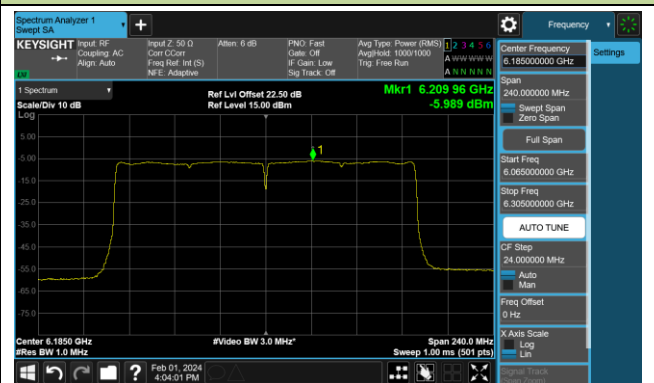 Spectrum Analyzer 1
Swept SA
Frequency
KEYSIGHT
Input: RF
Coupling: AC
Align: Auto
Input Z: 50 Ω
Corr CCorr
Freq Ref: Int (S)
NFE: Adaptive
Atten: 6 dB
PNO: Fast
Gate: Off
IF Gain: Low
Sig Track: Off
Avg Type: Power (RMS)
Avg|Hold: 1000/1000
Trig: Free Run
1 2 3 4 5 6
A W W W W W
A N N N N N
Center Frequency
6.185000000 GHz
Settings
Span
240.000000 MHz
Swept Span
Zero Span
Full Span
Start Freq
6.065000000 GHz
Stop Freq
6.305000000 GHz
AUTO TUNE
CF Step
24.000000 MHz
Auto
Man
Freq Offset
0 Hz
X Axis Scale
Log
Lin
Signal Track
1 Spectrum
Scale/Div 10 dB
Log
Ref Lvl Offset 22.50 dB
Ref Level 15.00 dBm
Mkr1 6.209 96 GHz
-5.989 dBm
1
5.00
-5.00
-15.0
-25.0
-35.0
-45.0
-55.0
-65.0
-75.0
Center 6.1850 GHz
#Res BW 1.0 MHz
#Video BW 3.0 MHz*
Span 240.0 MHz
Sweep 1.00 ms (501 pts)
?
Feb 01, 2024
4:04:01 PM